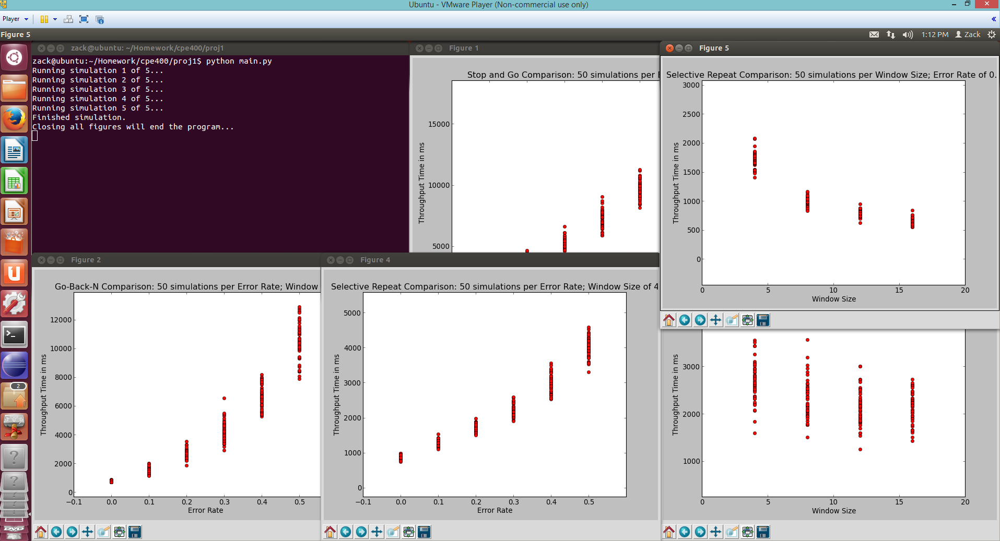 Ubuntu - VMware Player (Non-commercial use only)
Player
Figure 5
1:12 PM
Zack
zack@ubuntu: ~/Homework/cpe400/proj1
zack@ubuntu:~/Homework/cpe400/proj1$ python main.py
Running simulation 1 of 5...
Running simulation 2 of 5...
Running simulation 3 of 5...
Running simulation 4 of 5...
Running simulation 5 of 5...
Finished simulation.
Closing all figures will end the program...
Figure 1
Stop and Go Comparison: 50 simulations per E
15000
10000
5000
Throughput Time in ms
Figure 5
Selective Repeat Comparison: 50 simulations per Window Size; Error Rate of 0.
3000
2500
2000
1500
1000
500
0
Throughput Time in ms
0 5 10 15 20
Window Size
Figure 2
Go-Back-N Comparison: 50 simulations per Error Rate; Window
12000
10000
8000
6000
4000
2000
0
Throughput Time in ms
−0.1 0.0 0.1 0.2 0.3 0.4 0.5
Error Rate
Figure 4
Selective Repeat Comparison: 50 simulations per Error Rate; Window Size of 4
5000
4000
3000
2000
1000
0
Throughput Time in ms
−0.1 0.0 0.1 0.2 0.3 0.4 0.5
Error Rate
3000
2000
1000
Throughput Time in ms
0 5 10 15 20
Window Size
2
DVD